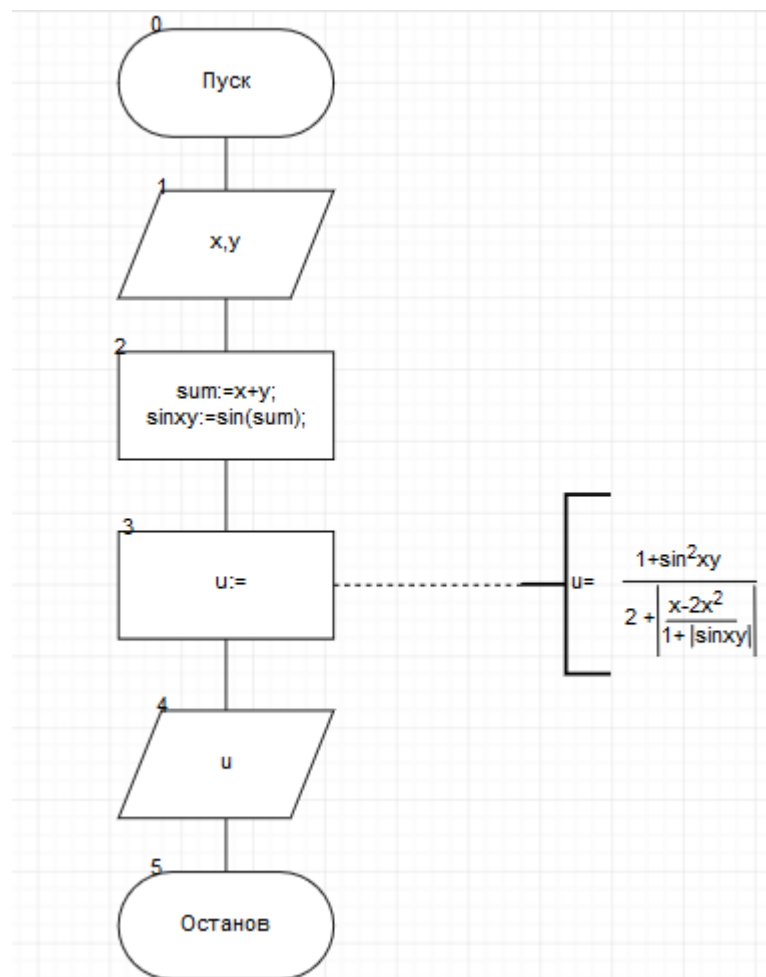 0
Пуск
1
x,y
2
sum:=x+y;
sinxy:=sin(sum);
3
u:=
u=
1+sin²xy
2 +|x-2x²
1+ |sinxy||
4
u
5
Останов